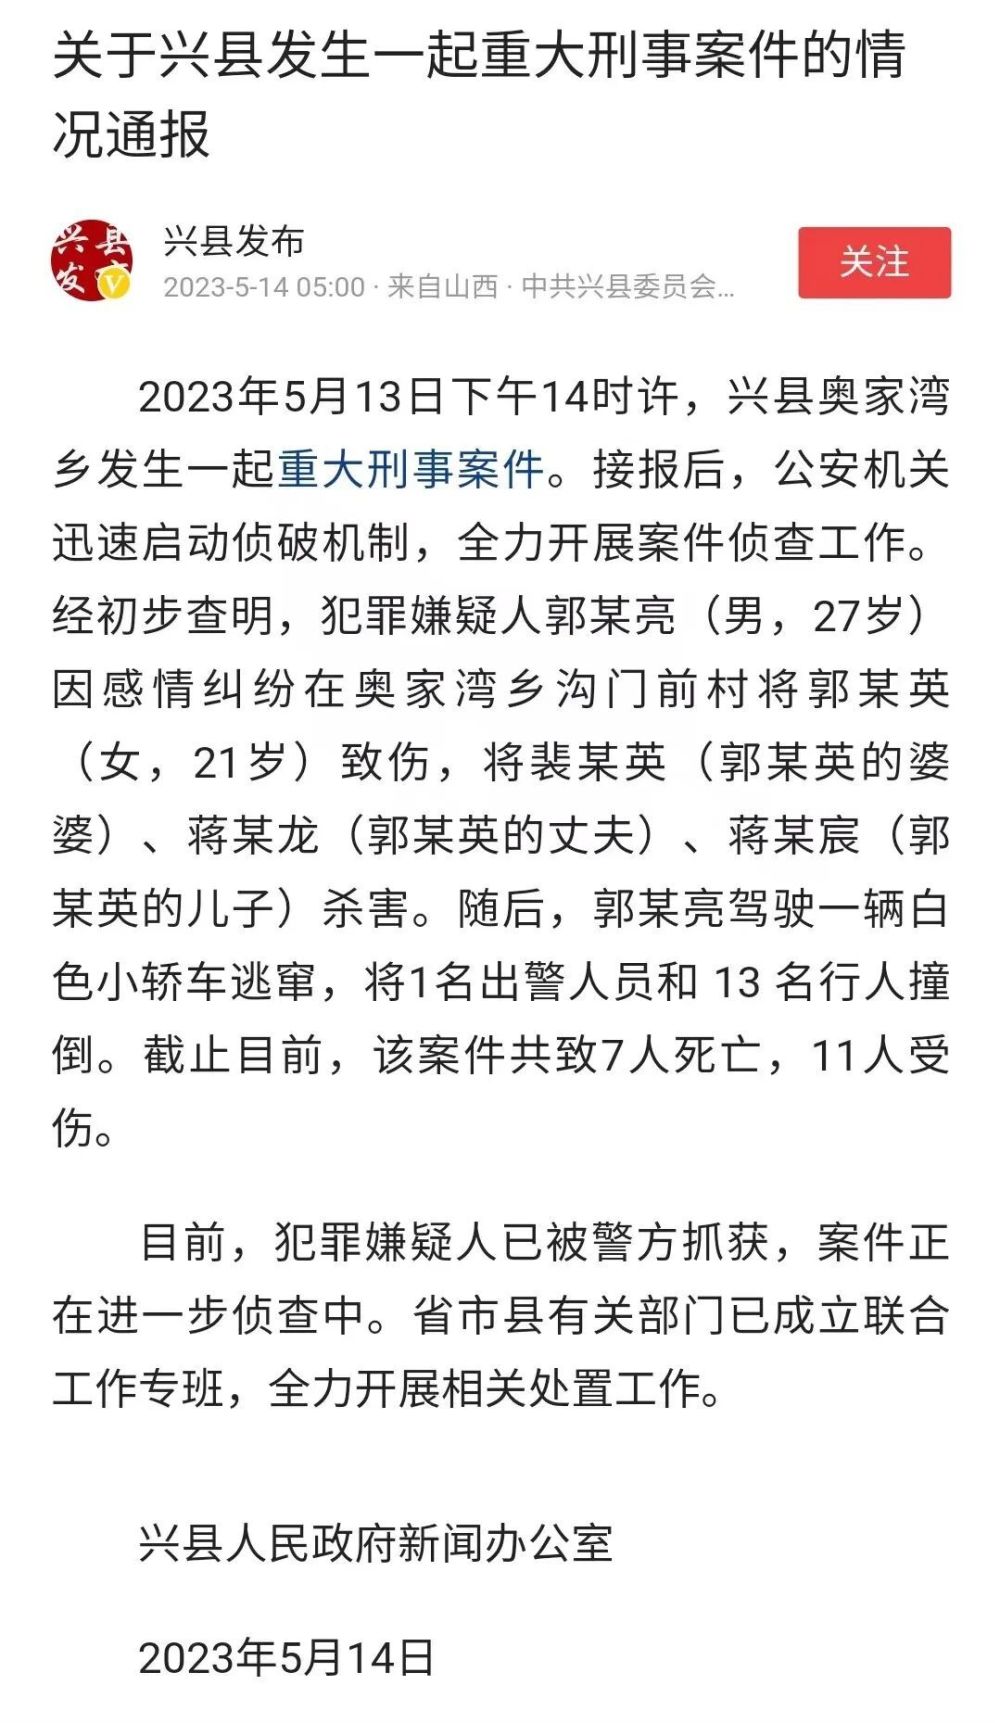 关于兴县发生一起重大刑事案件的情
况通报
兴县发布
2023-5-14 05:00 · 来自山西 · 中共兴县委员会...
关注
2023年5月13日下午14时许，兴县奥家湾
乡发生一起重大刑事案件。接报后，公安机关
迅速启动侦破机制，全力开展案件侦查工作。
经初步查明，犯罪嫌疑人郭某亮（男，27岁）
因感情纠纷在奥家湾乡沟门前村将郭某英
（女，21岁）致伤，将裴某英（郭某英的婆
婆）、蒋某龙（郭某英的丈夫）、蒋某宸（郭
某英的儿子）杀害。随后，郭某亮驾驶一辆白
色小轿车逃窜，将1名出警人员和 13 名行人撞
倒。截止目前，该案件共致7人死亡，11人受
伤。
目前，犯罪嫌疑人已被警方抓获，案件正
在进一步侦查中。省市县有关部门已成立联合
工作专班，全力开展相关处置工作。
兴县人民政府新闻办公室
2023年5月14日